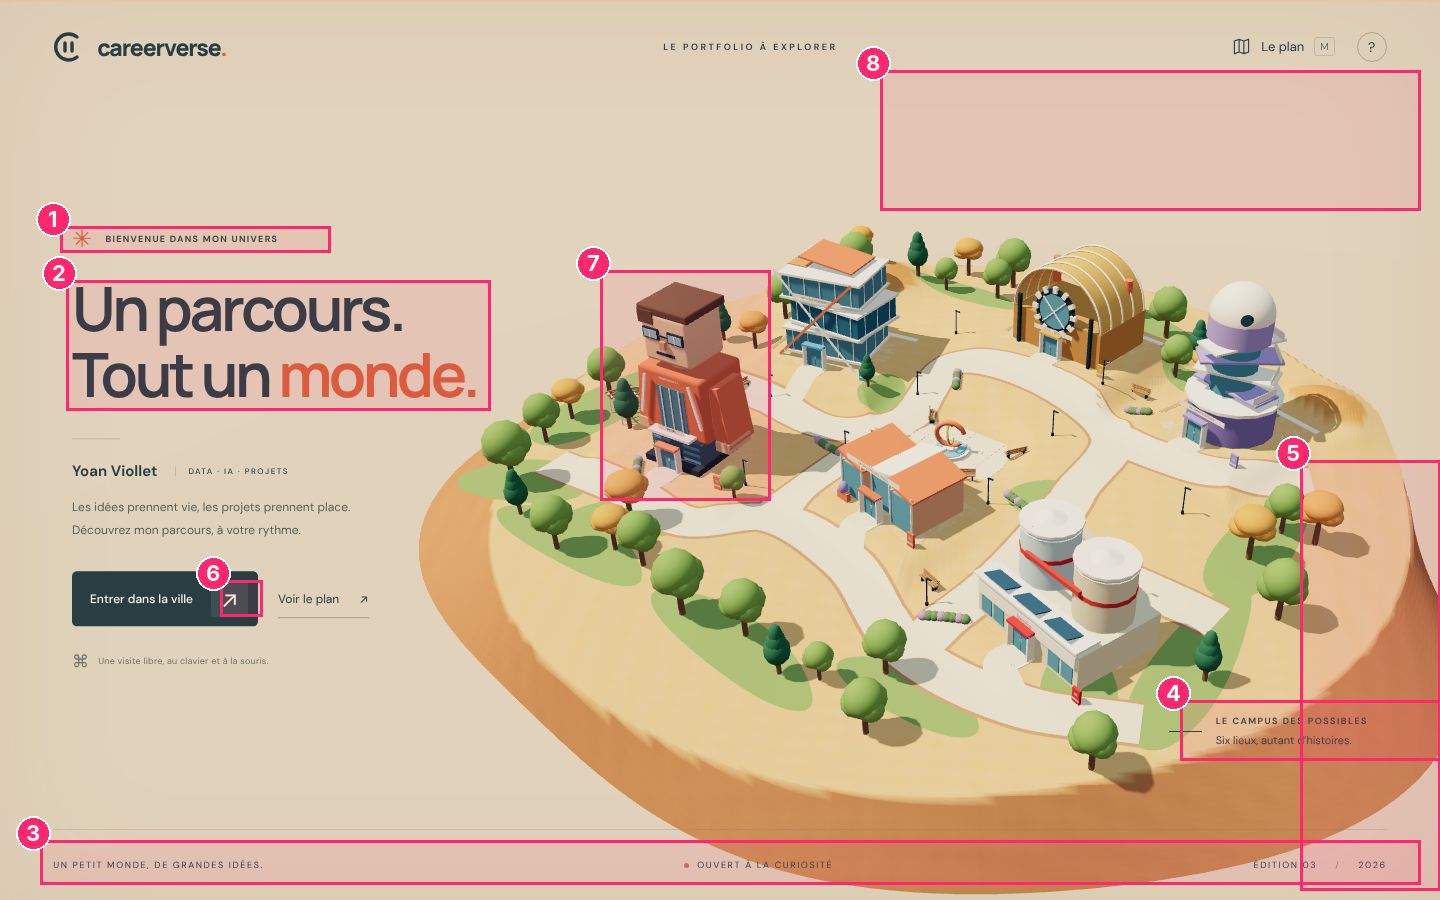 careerverse.
LE PORTFOLIO À EXPLORER
Le plan M ?
8
1
BIENVENUE DANS MON UNIVERS
2
Un parcours.
Tout un monde.
7
Yoan Viollet
DATA · IA · PROJETS
Les idées prennent vie, les projets prennent place.
Découvrez mon parcours, à votre rythme.
5
6
Entrer dans la ville
Voir le plan
⌘ Une visite libre, au clavier et à la souris.
4
LE CAMPUS DES POSSIBLES
Six lieux, autant d'histoires.
3
UN PETIT MONDE, DE GRANDES IDÉES.
OUVERT À LA CURIOSITÉ
ÉDITION 03 / 2026